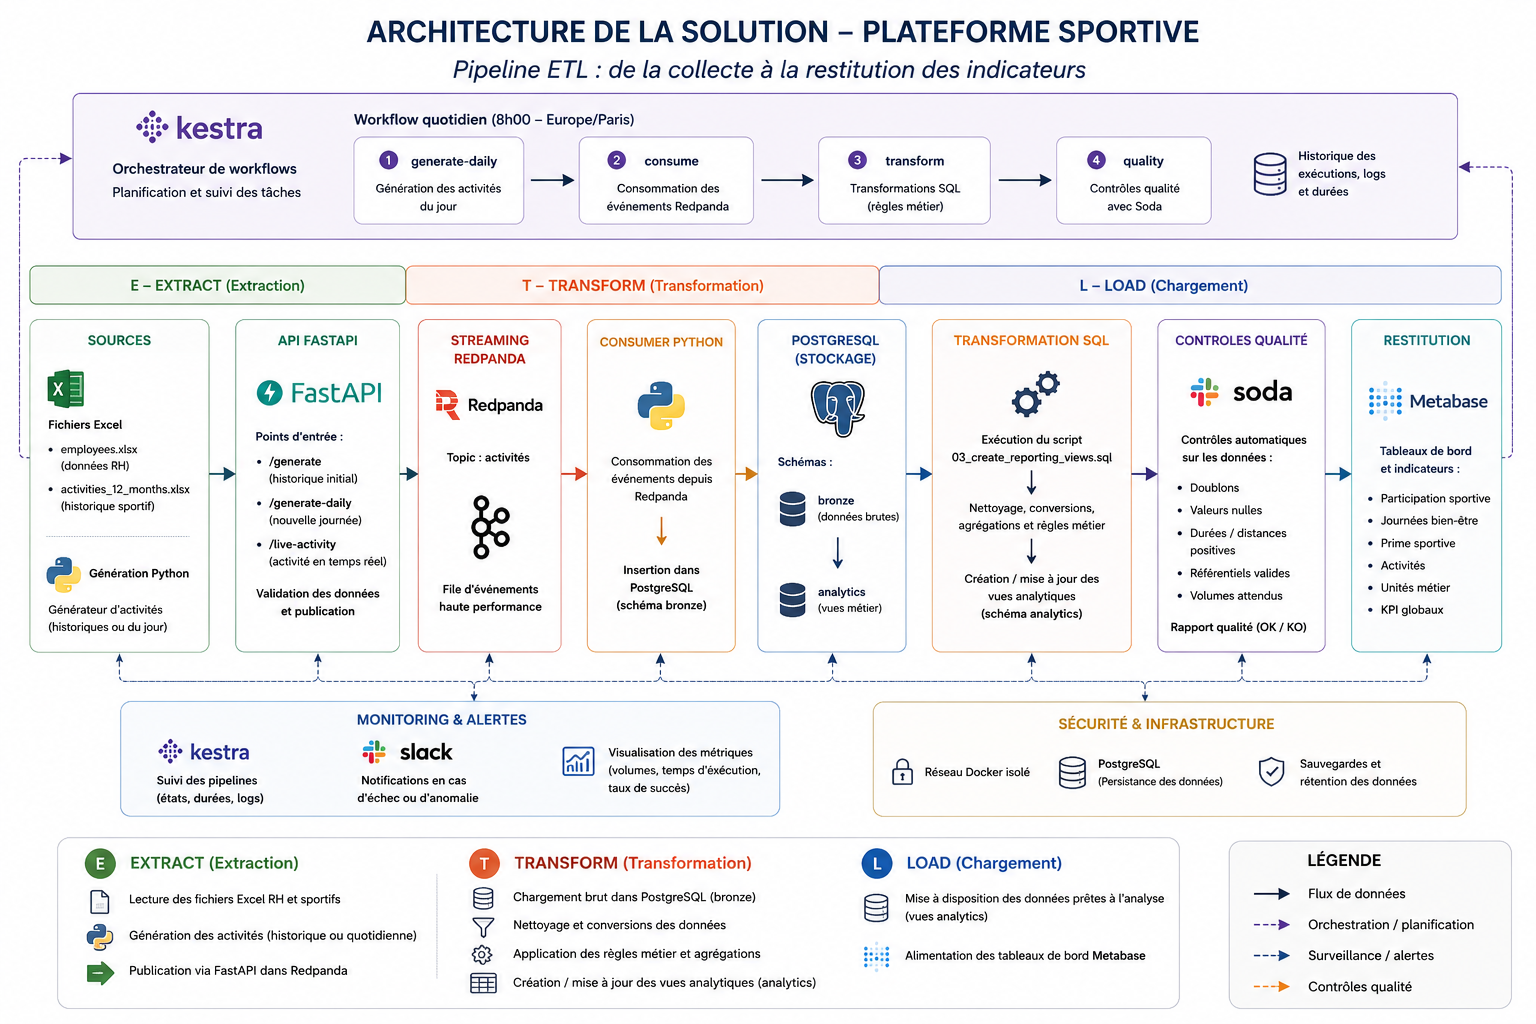 ARCHITECTURE DE LA SOLUTION – PLATEFORME SPORTIVE
Pipeline ETL : de la collecte à la restitution des indicateurs
kestra
Orchestrateur de workflows
Planification et suivi des tâches
Workflow quotidien (8h00 – Europe/Paris)
1 generate-daily
Génération des activités
du jour
2 consume
Consommation des
événements Redpanda
3 transform
Transformations SQL
(règles métier)
4 quality
Contrôles qualité
avec Soda
Historique des
exécutions, logs
et durées
E – EXTRACT (Extraction)
T – TRANSFORM (Transformation)
L – LOAD (Chargement)
SOURCES
X
Fichiers Excel
• employees.xlsx
(données RH)
• activities_12_months.xlsx
(historique sportif)
Génération Python
Générateur d'activités
(historiques ou du jour)
API FASTAPI
FastAPI
Points d'entrée :
• /generate
(historique initial)
• /generate-daily
(nouvelle journée)
• /live-activity
(activité en temps réel)
Validation des données
et publication
STREAMING
REDPANDA
Redpanda
Topic : activités
File d'événements
haute performance
CONSUMER PYTHON
Consommation des
événements depuis
Redpanda
Insertion dans
PostgreSQL
(schéma bronze)
POSTGRESQL
(STOCKAGE)
Schémas :
bronze
(données brutes)
analytics
(vues métier)
TRANSFORMATION SQL
Exécution du script
03_create_reporting_views.sql
Nettoyage, conversions,
agrégations et règles métier
Création / mise à jour des
vues analytiques
(schéma analytics)
CONTROLES QUALITÉ
soda
Contrôles automatiques
sur les données :
• Doublons
• Valeurs nulles
• Durées / distances
positives
• Référentiels valides
• Volumes attendus
Rapport qualité (OK / KO)
RESTITUTION
Metabase
Tableaux de bord
et indicateurs :
• Participation sportive
• Journées bien-être
• Prime sportive
• Activités
• Unités métier
• KPI globaux
MONITORING & ALERTES
kestra
Suivi des pipelines
(états, durées, logs)
slack
Notifications en cas
d'échec ou d'anomalie
Visualisation des métriques
(volumes, temps d'éxécution,
taux de succès)
SÉCURITÉ & INFRASTRUCTURE
Réseau Docker isolé
PostgreSQL
(Persistance des données)
Sauvegardes et
rétention des données
E EXTRACT (Extraction)
Lecture des fichiers Excel RH et sportifs
Génération des activités (historique ou quotidienne)
Publication via FastAPI dans Redpanda
T TRANSFORM (Transformation)
Chargement brut dans PostgreSQL (bronze)
Nettoyage et conversions des données
Application des règles métier et agrégations
Création / mise à jour des vues analytiques (analytics)
L LOAD (Chargement)
Mise à disposition des données prêtes à l'analyse
(vues analytics)
Alimentation des tableaux de bord Metabase
LÉGENDE
Flux de données
Orchestration / planification
Surveillance / alertes
Contrôles qualité